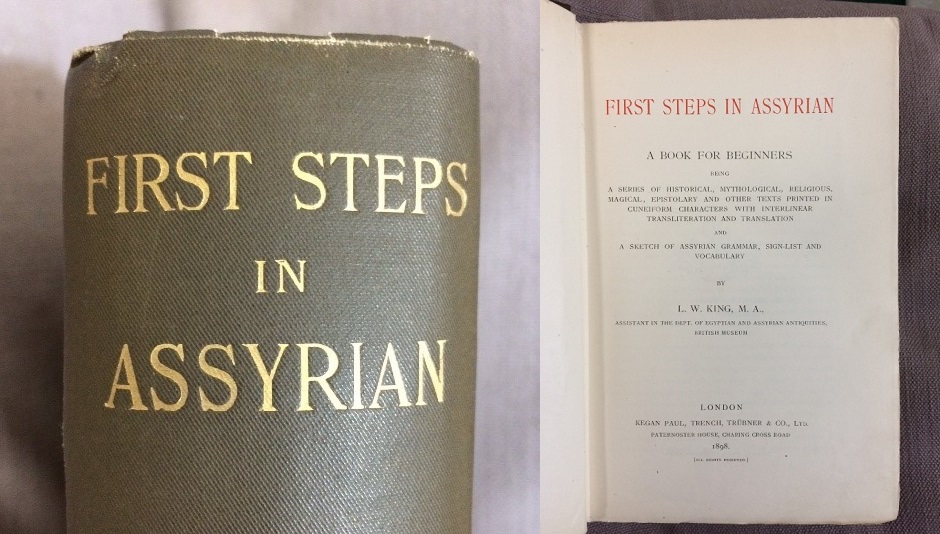 FIRST STEPS
IN
ASSYRIAN
FIRST STEPS IN ASSYRIAN
A BOOK FOR BEGINNERS
BEING
A SERIES OF HISTORICAL, MYTHOLOGICAL, RELIGIOUS,
MAGICAL, EPISTOLARY AND OTHER TEXTS PRINTED IN
CUNEIFORM CHARACTERS WITH INTERLINEAR
TRANSLITERATION AND TRANSLATION
AND
A SKETCH OF ASSYRIAN GRAMMAR, SIGN-LIST AND
VOCABULARY
BY
L. W. KING, M. A.,
ASSISTANT IN THE DEPT. OF EGYPTIAN AND ASSYRIAN ANTIQUITIES,
BRITISH MUSEUM
LONDON
KEGAN PAUL, TRENCH, TRÜBNER & CO., LTD.
PATERNOSTER HOUSE, CHARING CROSS ROAD
1898.
[ALL RIGHTS RESERVED.]